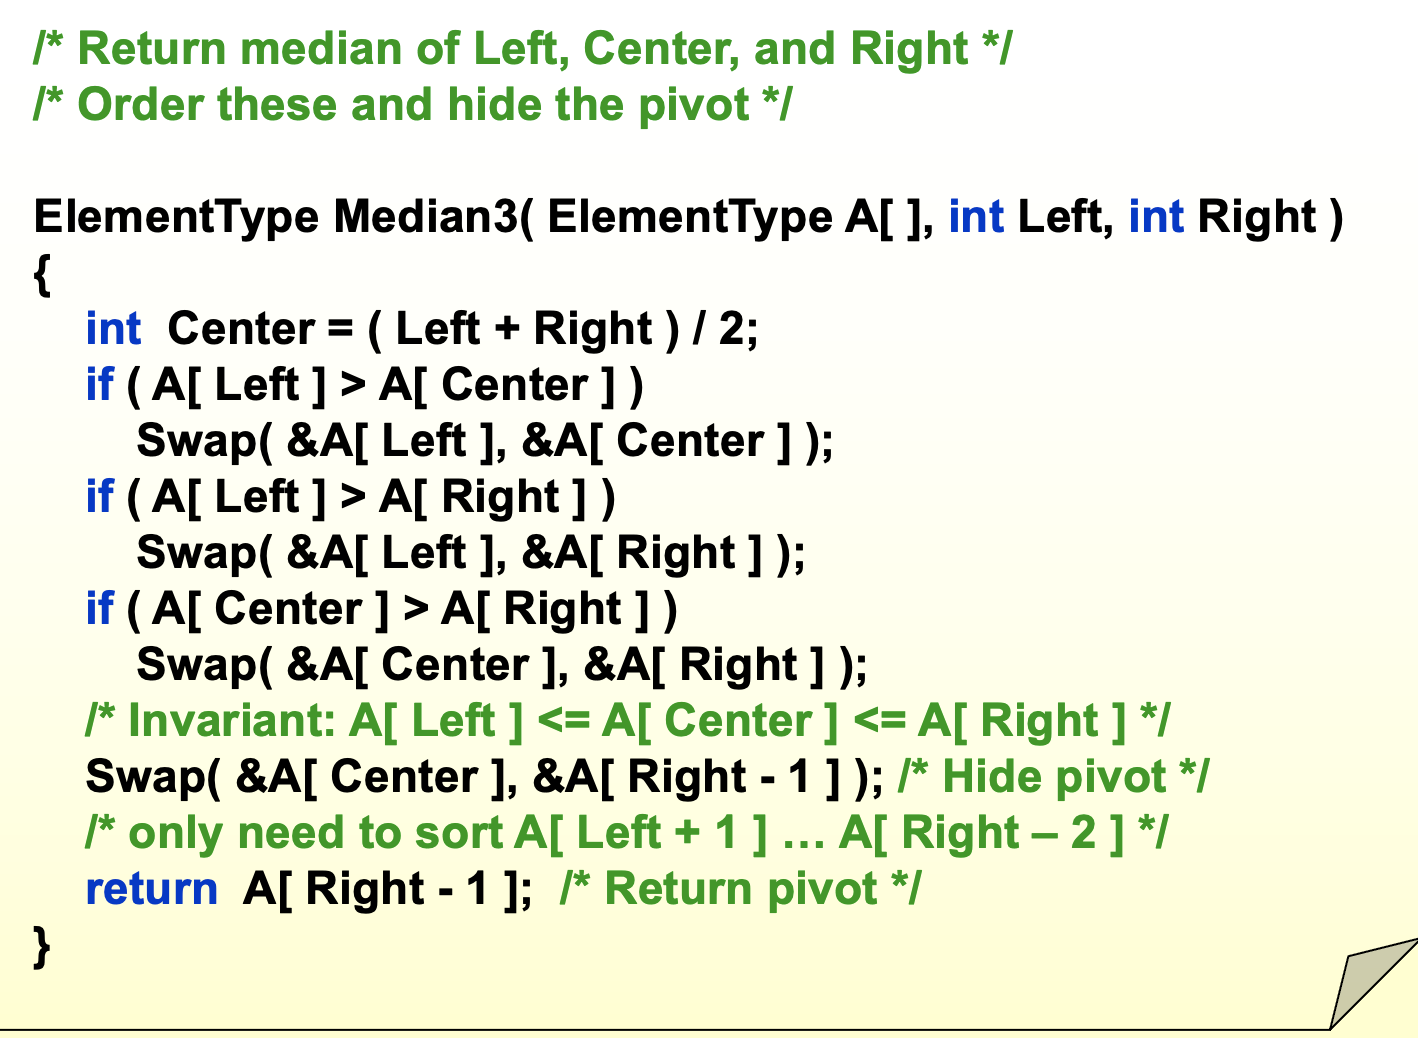 /* Return median of Left, Center, and Right */
/* Order these and hide the pivot */
ElementType Median3( ElementType A[ ], int Left, int Right )
{
int  Center = ( Left + Right ) / 2;
if ( A[ Left ] > A[ Center ] )
Swap( &A[ Left ], &A[ Center ] );
if ( A[ Left ] > A[ Right ] )
Swap( &A[ Left ], &A[ Right ] );
if ( A[ Center ] > A[ Right ] )
Swap( &A[ Center ], &A[ Right ] );
/* Invariant: A[ Left ] <= A[ Center ] <= A[ Right ] */
Swap( &A[ Center ], &A[ Right - 1 ] ); /* Hide pivot */
/* only need to sort A[ Left + 1 ] … A[ Right – 2 ] */
return  A[ Right - 1 ];  /* Return pivot */
}